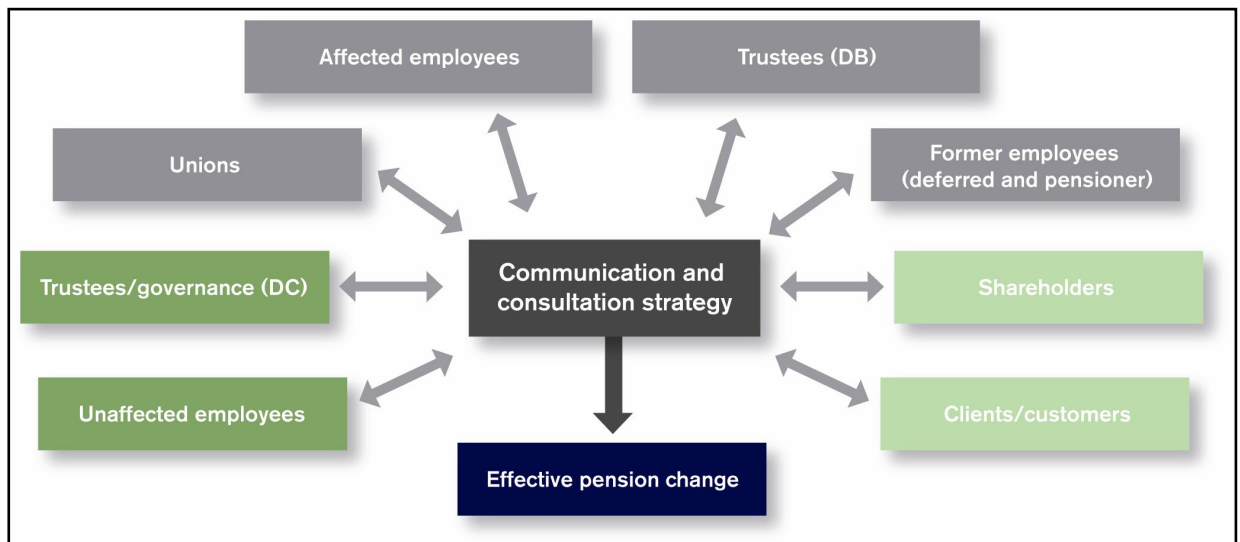 Affected employees
Trustees (DB)
Unions
Former employees
(deferred and pensioner)
Trustees/governance (DC)
Communication and
consultation strategy
Shareholders
Unaffected employees
Clients/customers
Effective pension change